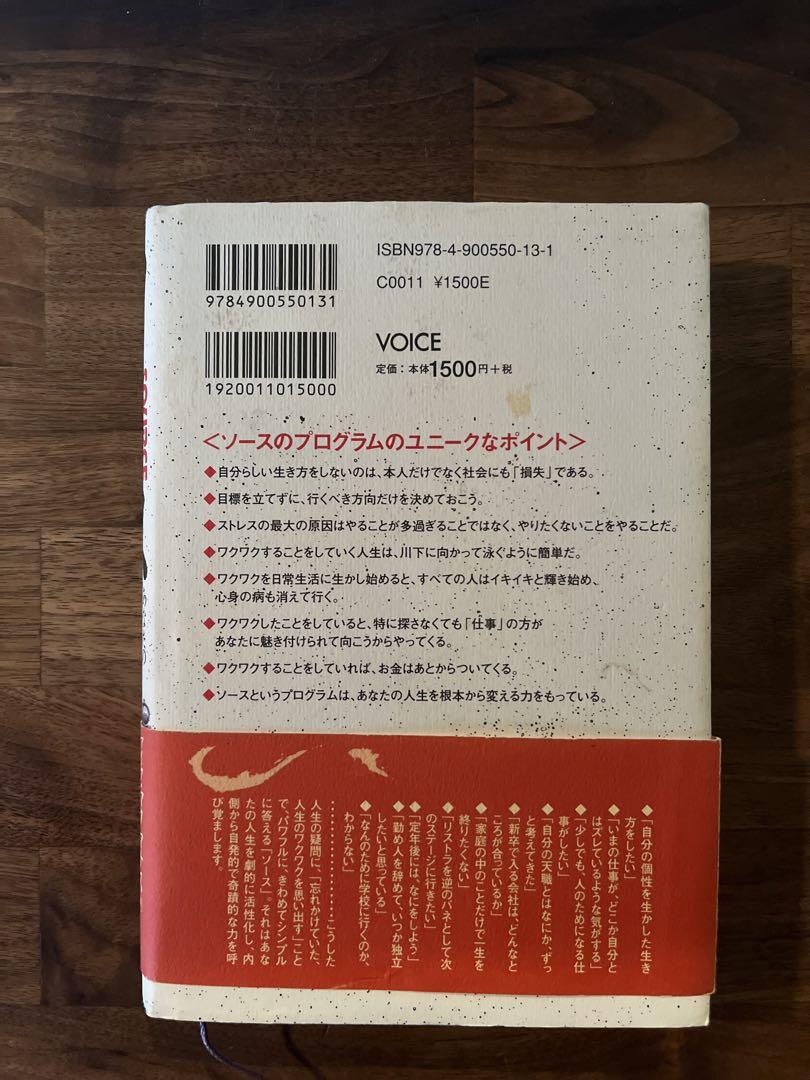 ISBN978-4-900550-13-1
C0011 ¥1500E
9784900550131
VOICE
定価：本体1500円＋税
1920011015000
＜ソースのプログラムのユニークなポイント＞
◆自分らしい生き方をしないのは、本人だけでなく社会にも「損失」である。
◆目標を立てずに、行くべき方向だけを決めておこう。
◆ストレスの最大の原因はやることが多過ぎることではなく、やりたくないことをやることだ。
◆ワクワクすることをしていく人生は、川下に向かって泳ぐように簡単だ。
◆ワクワクを日常生活に生かし始めると、すべての人はイキイキと輝き始め、
心身の病も消えて行く。
◆ワクワクしたことをしていると、特に探さなくても「仕事」の方が
あなたに魅き付けられて向こうからやってくる。
◆ワクワクすることをしていれば、お金はあとからついてくる。
◆ソースというプログラムは、あなたの人生を根本から変える力をもっている。
◆「自分の個性を生かした生き
方をしたい」
◆「いまの仕事が、どこか自分と
はズレているような気がする」
◆「少しでも、人のためになる仕
事がしたい」
◆「自分の天職とはなにか、ずっ
と考えてきた」
◆「新卒で入る会社は、どんなと
ころが合っているか」
◆「家庭の中のことだけで一生を
終りたくない」
◆「リストラを逆のバネとして次
のステージに行きたい」
◆「定年後には、なにをしよう」
◆「勤め人を辞めて、いつか独立
したいと思っている」
◆「なんのために学校に行くのか、
わからない」
……………………こうした
人生の疑問に、「忘れかけていた、
人生のワクワクを思い出す」こと
で、パワフルに、きわめてシンプル
に答える「ソース」。それはあな
たの人生を劇的に活性化し、内
側から自発的で奇蹟的な力を呼
び覚まします。